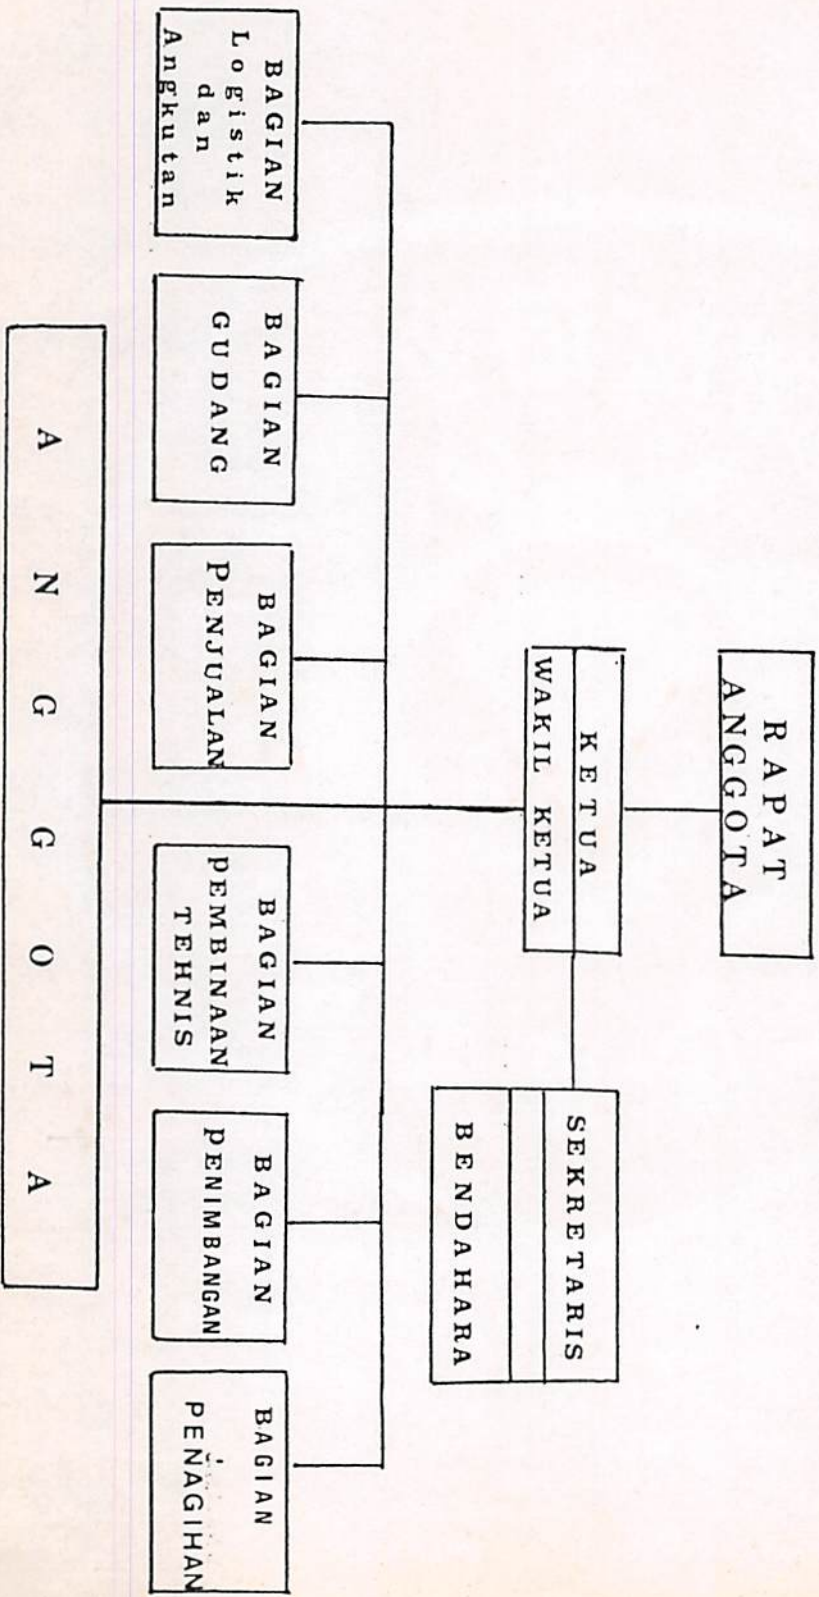 RAPAT
ANGGOTA
KETUA
WAKIL KETUA
SEKRETARIS
BENDAHARA
BAGIAN
Logistik
dan
Angkutan
BAGIAN
GUDANG
BAGIAN
PENJUALAN
BAGIAN
PEMBINAAN
TEHNIS
BAGIAN
PENIMBANGAN
BAGIAN
PENAGIHAN
A N G G O T A